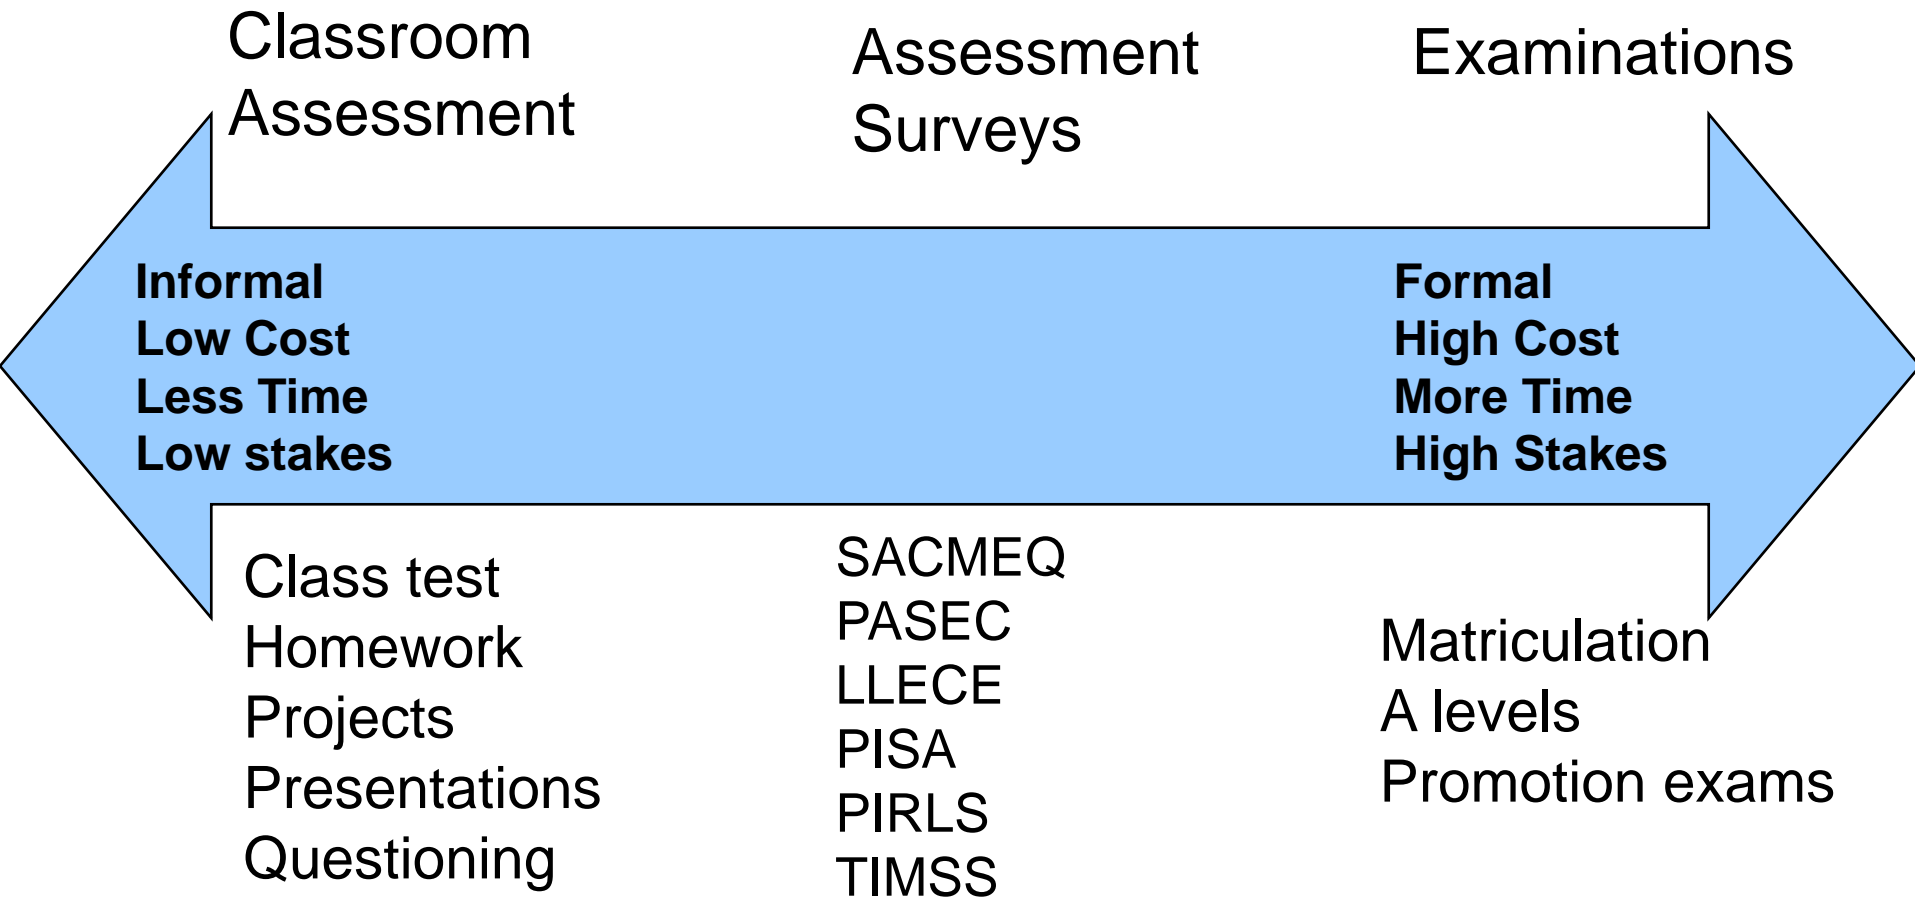 Classroom
Assessment
Assessment
Surveys
Examinations
Informal
Low Cost
Less Time
Low stakes
Formal
High Cost
More Time
High Stakes
Class test
Homework
Projects
Presentations
Questioning
SACMEQ
PASEC
LLECE
PISA
PIRLS
TIMSS
Matriculation
A levels
Promotion exams